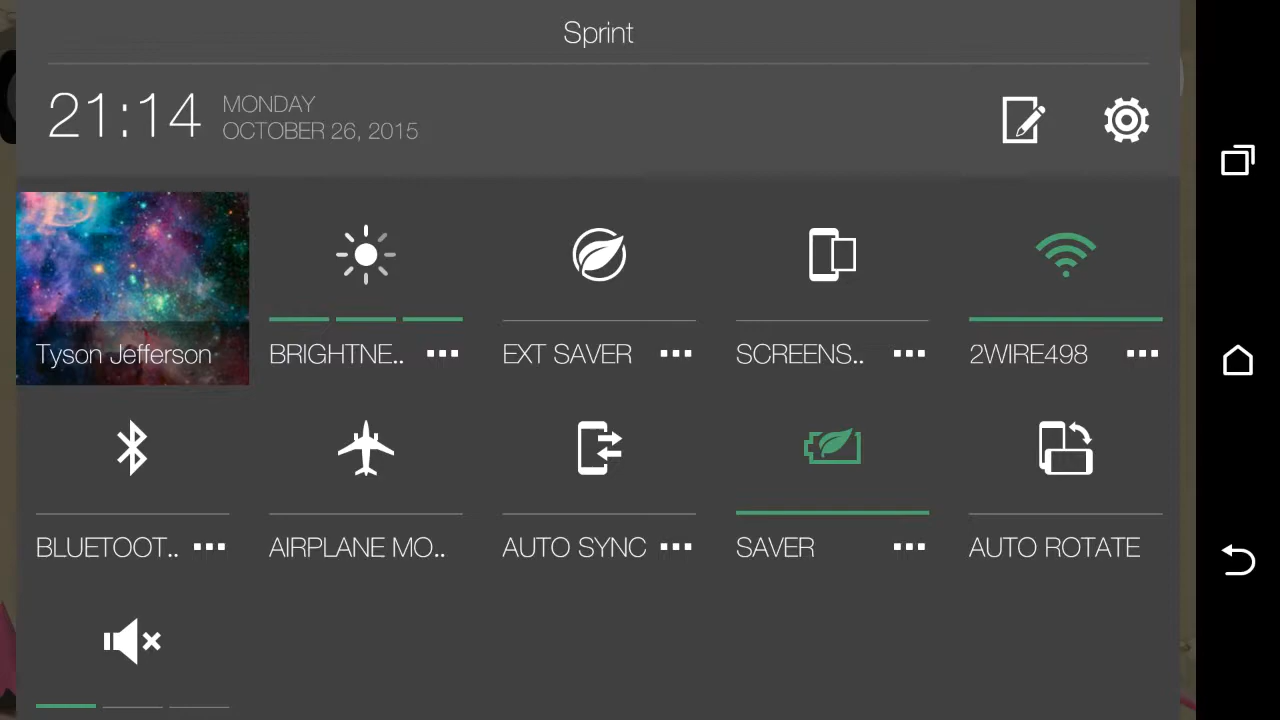 Sprint
21:14
MONDAY
OCTOBER 26, 2015
Tyson Jefferson
BRIGHTNE..
EXT SAVER
SCREENS..
2WIRE498
BLUETOOT..
AIRPLANE MO..
AUTO SYNC
SAVER
AUTO ROTATE